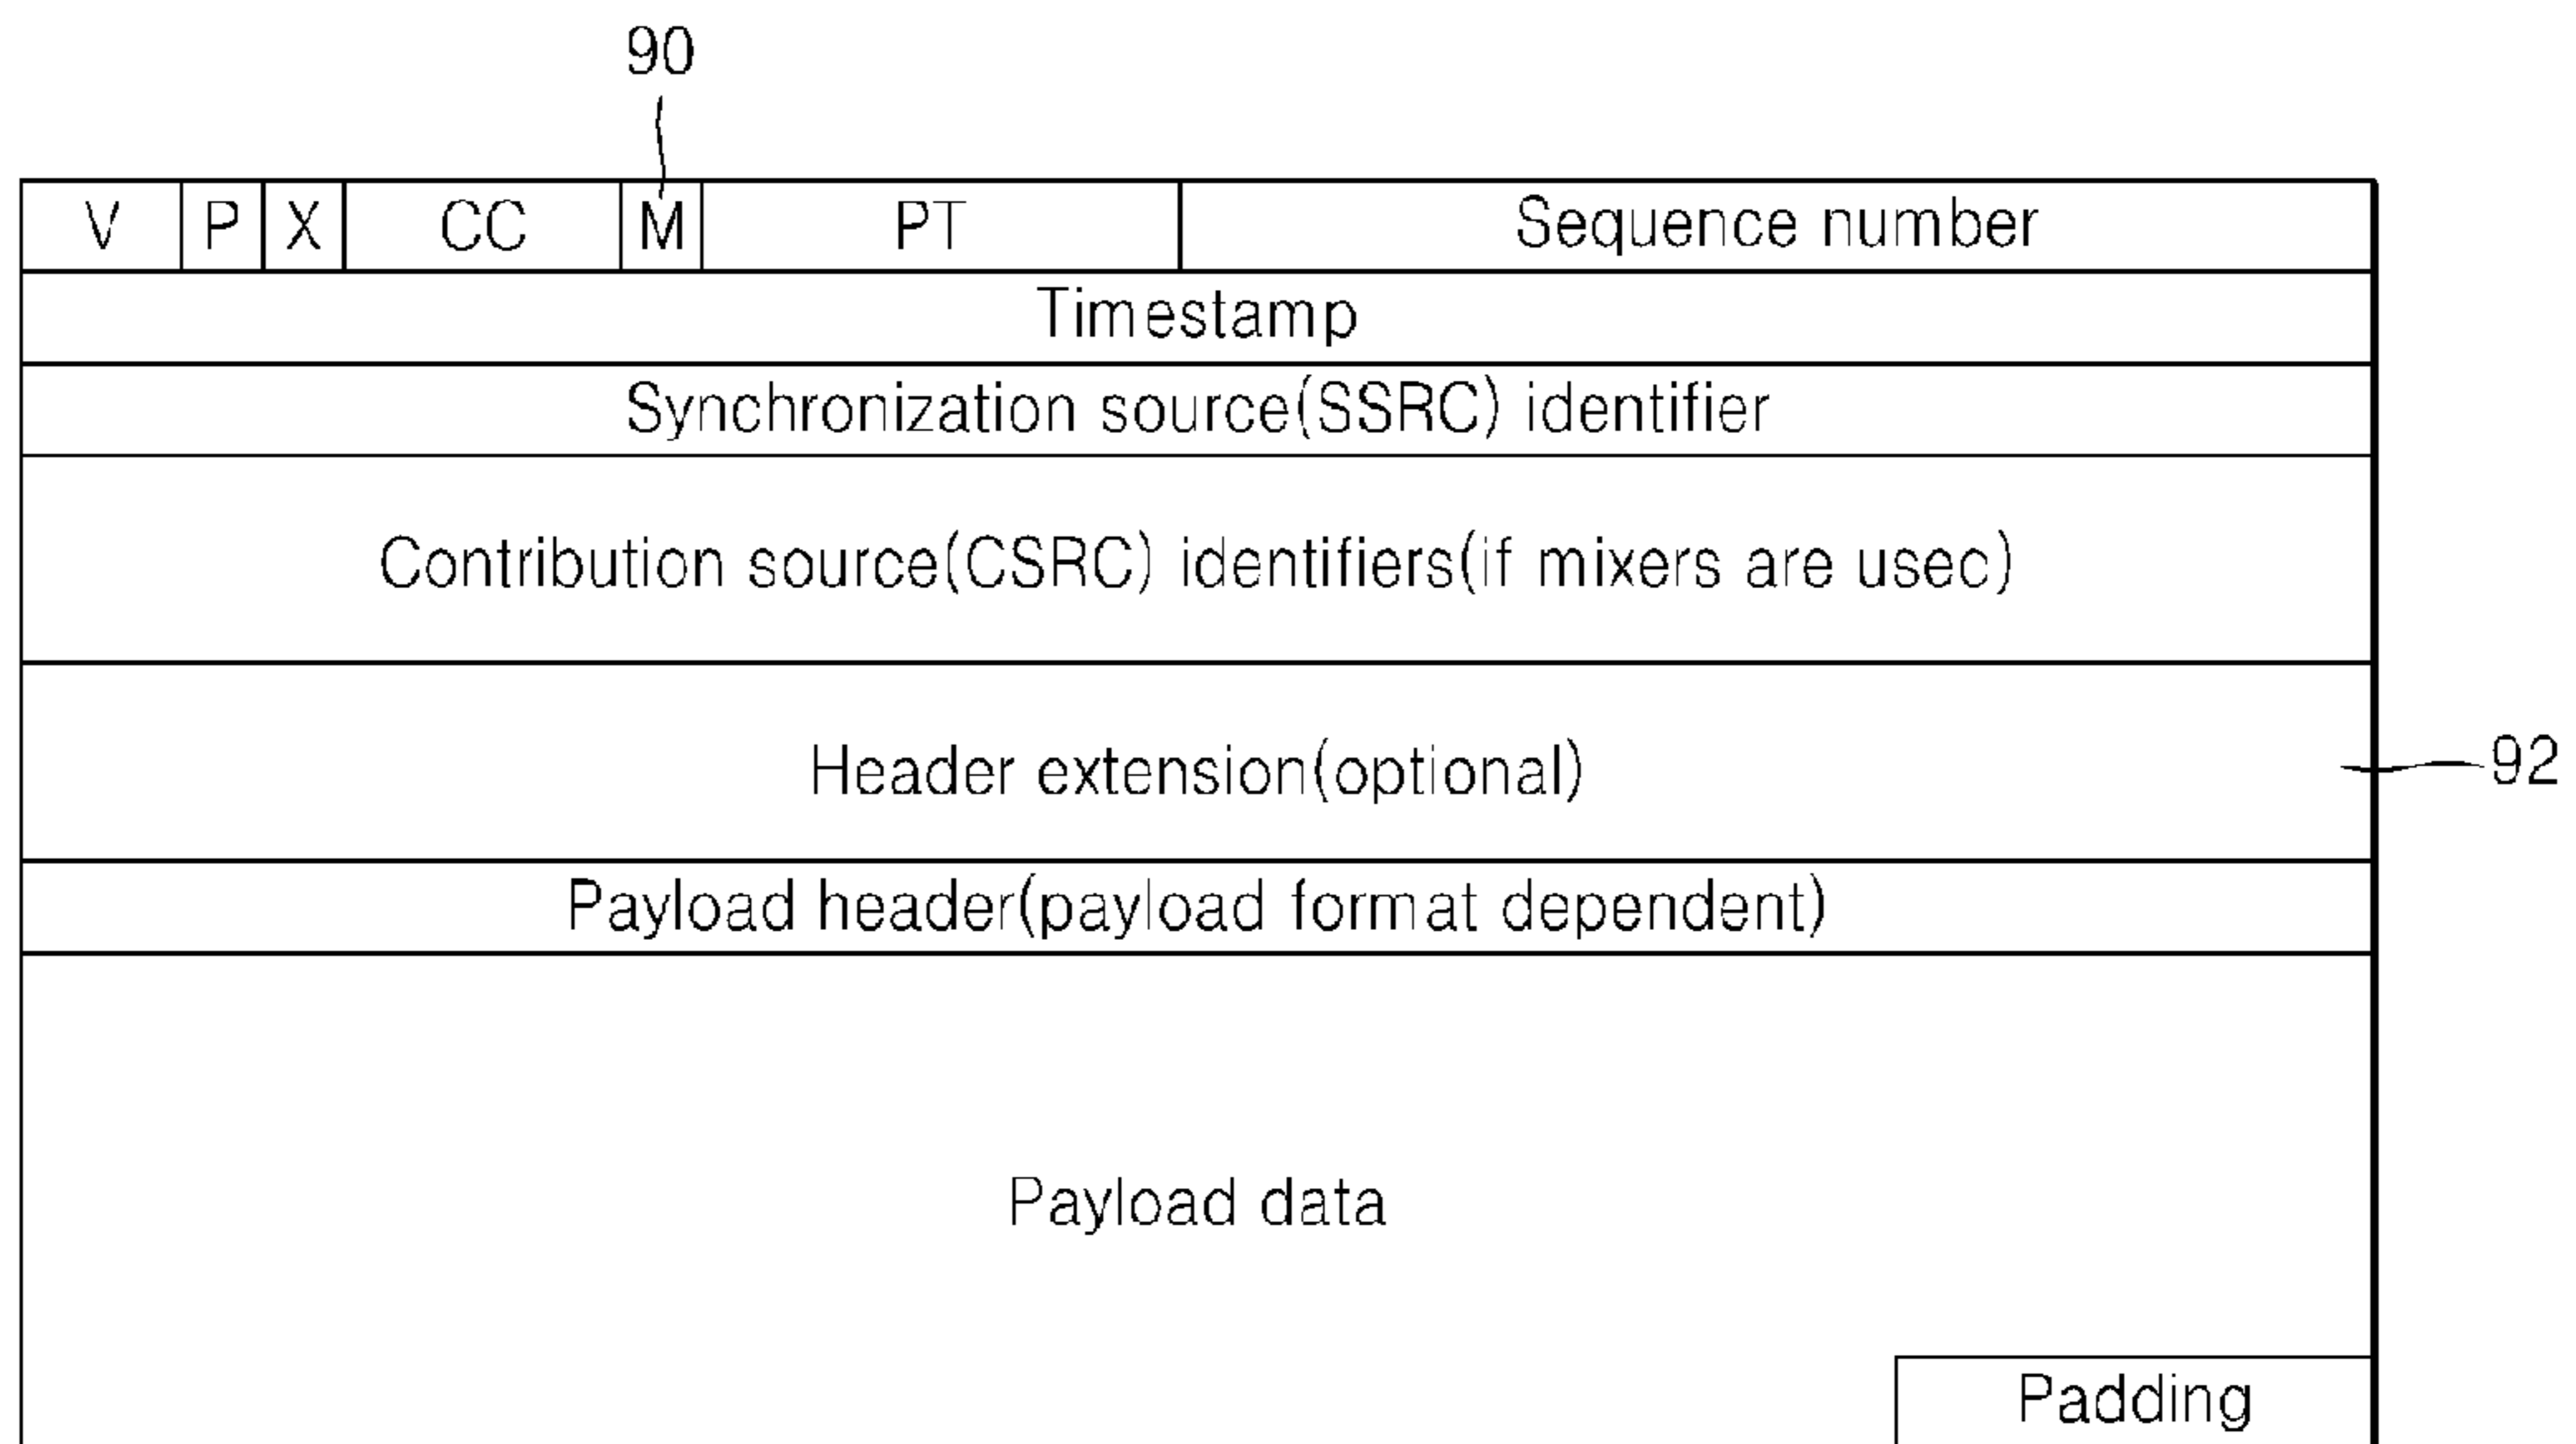 90
V P X CC M PT Sequence number
Timestamp
Synchronization source(SSRC) identifier
Contribution source(CSRC) identifiers(if mixers are usec)
Header extension(optional)
92
Payload header(payload format dependent)
Payload data
Padding